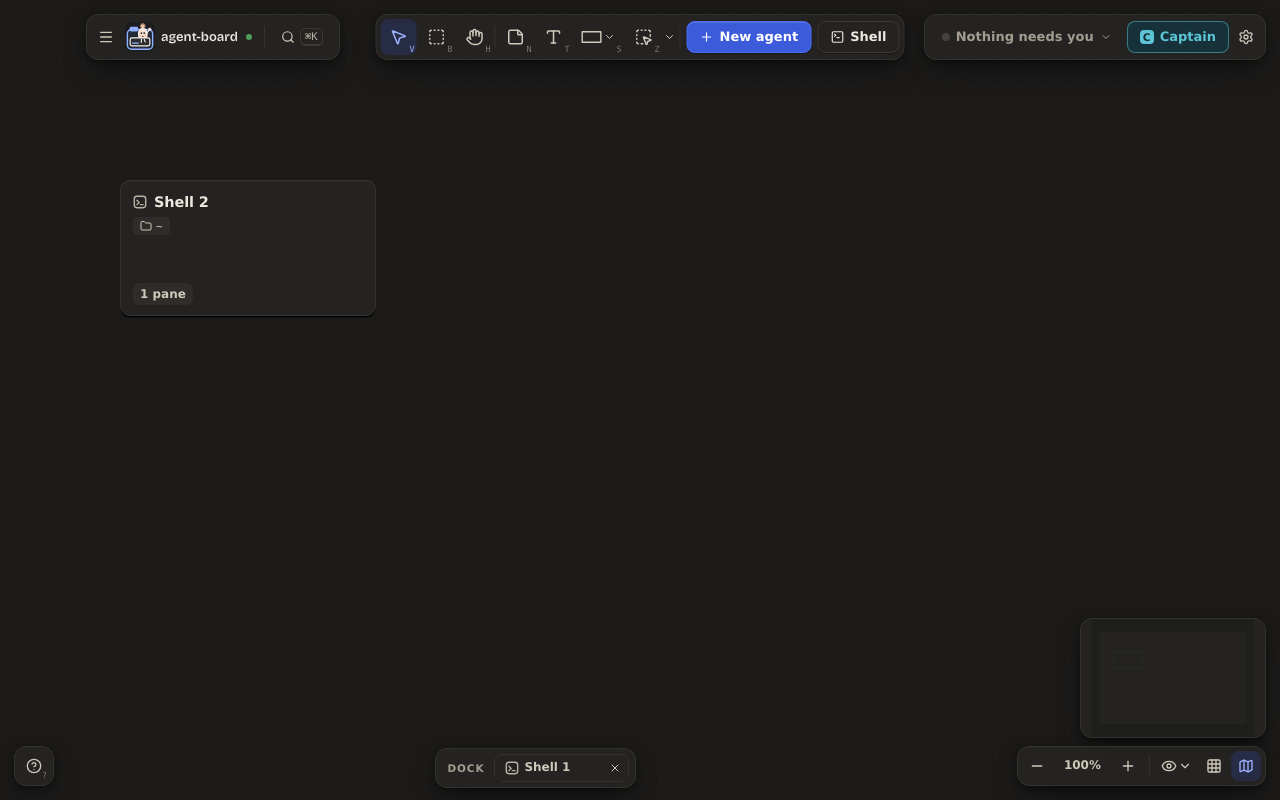 agent-board
⌘K
V
B
H
N
T
S
Z
New agent
Shell
Nothing needs you
C
Captain
Shell 2
~
1 pane
?
DOCK
Shell 1
100%